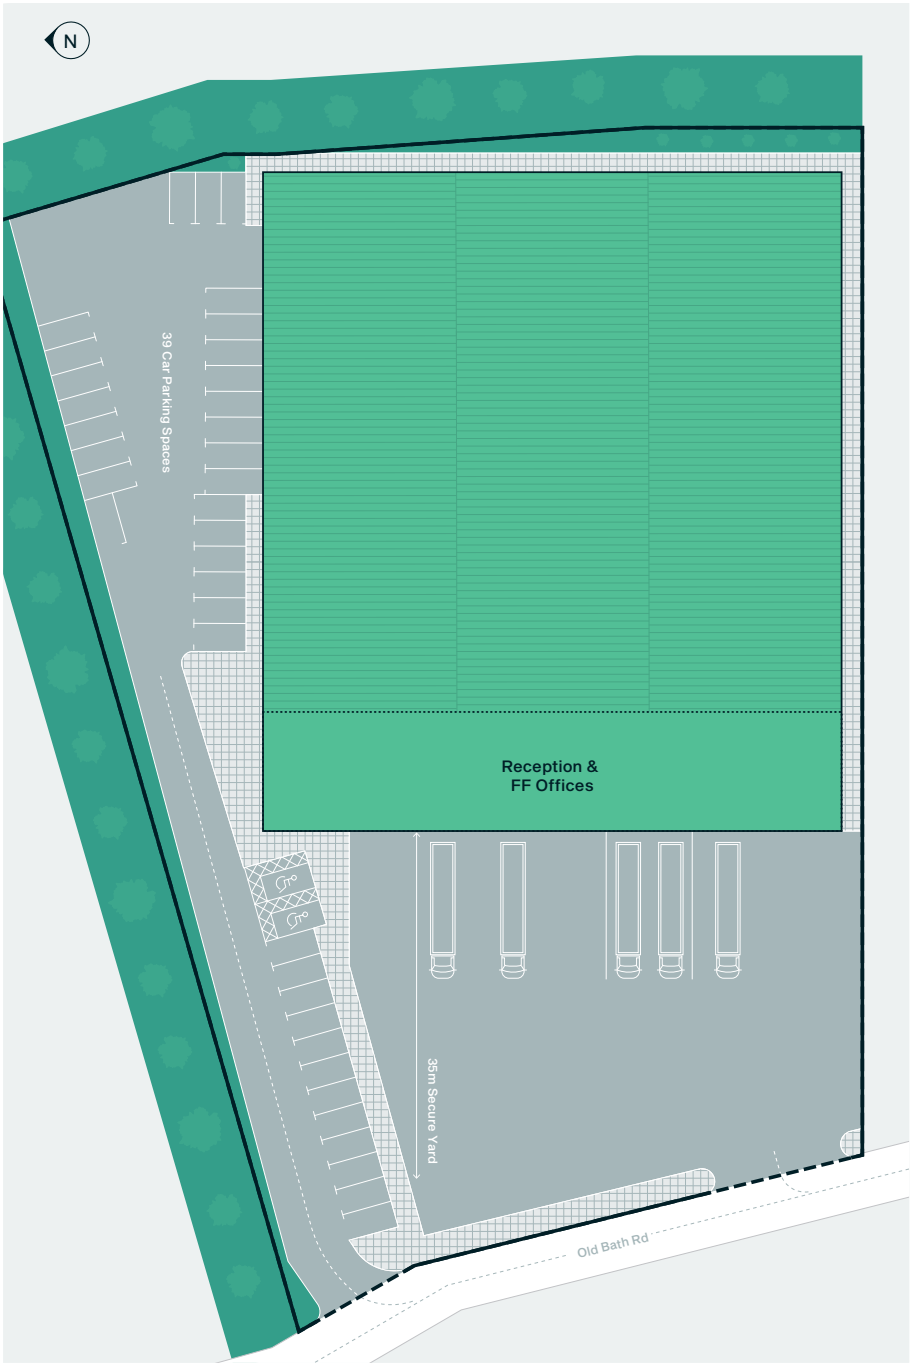 N
39 Car Parking Spaces
Reception &
FF Offices
35m Secure Yard
Old Bath Rd